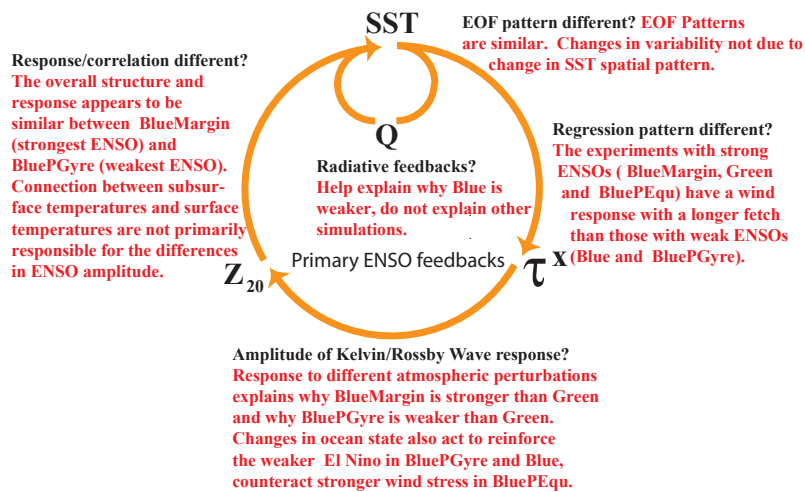 SST
EOF pattern different? EOF Patterns
are similar. Changes in variability not due to
change in SST spatial pattern.
Response/correlation different?
The overall structure and
response appears to be
similar between BlueMargin
(strongest ENSO) and
BluePGyre (weakest ENSO).
Connection between subsur-
face temperatures and surface
temperatures are not primarily
responsible for the differences
in ENSO amplitude.
Q
Radiative feedbacks?
Help explain why Blue is
weaker, do not explain other
simulations.
Regression pattern different?
The experiments with strong
ENSOs ( BlueMargin, Green
and BluePEqu) have a wind
response with a longer fetch
than those with weak ENSOs
(Blue and BluePGyre).
Primary ENSO feedbacks
Z20
τx
Amplitude of Kelvin/Rossby Wave response?
Response to different atmospheric perturbations
explains why BlueMargin is stronger than Green
and why BluePGyre is weaker than Green.
Changes in ocean state also act to reinforce
the weaker El Nino in BluePGyre and Blue,
counteract stronger wind stress in BluePEqu.